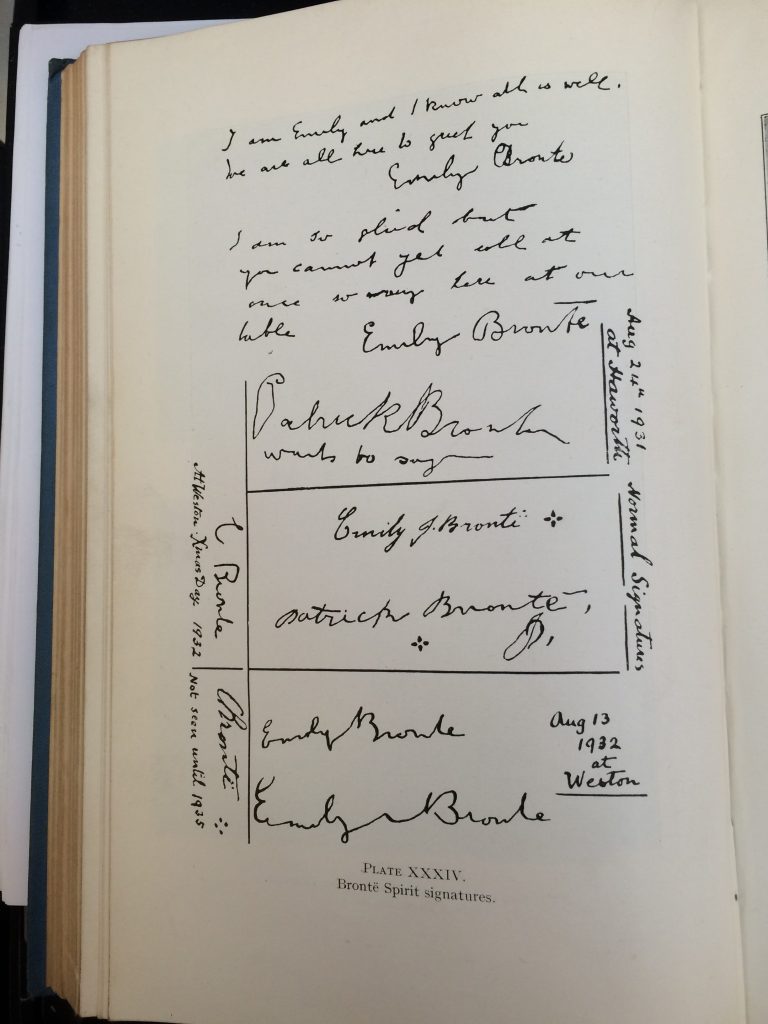 I am Emily and I know all is well.
We are all here to greet you
Emily Bronte
I am so glad but
you cannot get all at
once so many here at our
table
Emily Brontë
Patrick Bronte
wants to say
Aug 24th 1931
at Haworth
Emily J. Brontë
Patrick Brontë,
Normal Signatures
E Bronte
At Weston Xmas Day 1932
Brontë
Not seen until 1935
Emily Bronte
Emily Bronte
Aug 13
1932
at
Weston
PLATE XXXIV.
Brontë Spirit signatures.